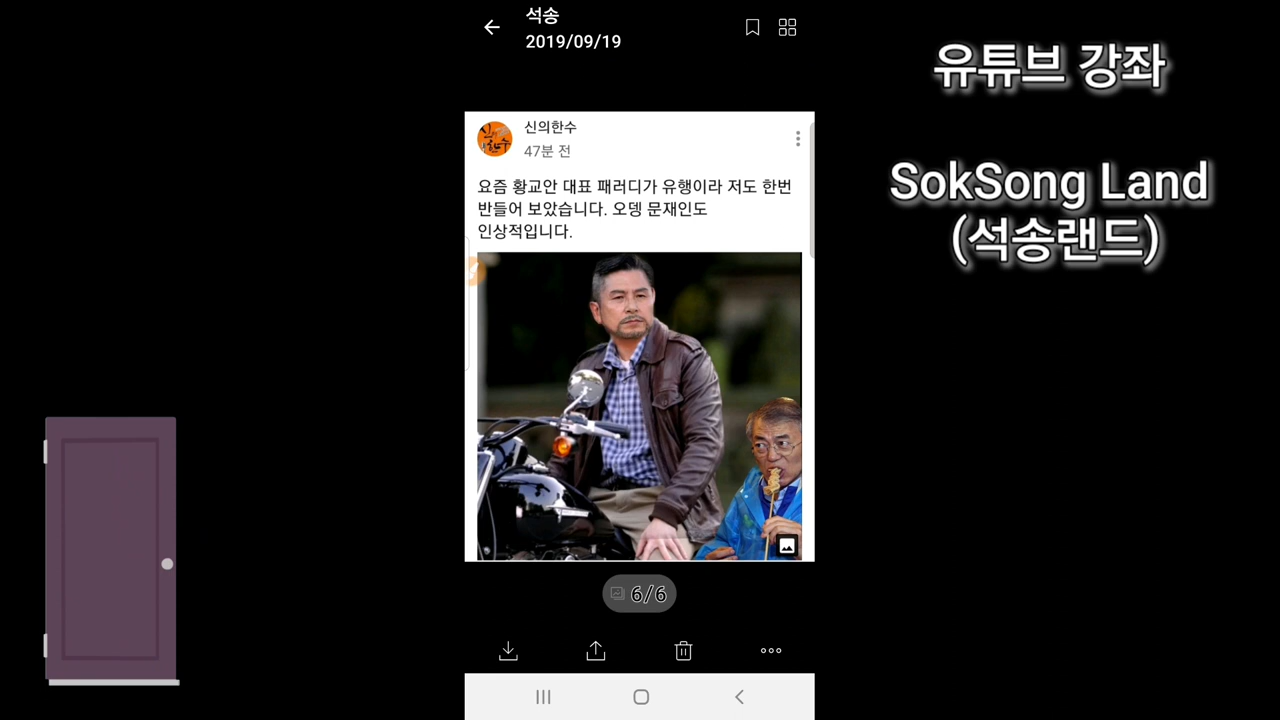 석송
2019/09/19
유튜브 강좌
SokSong Land
(석송랜드)
신의한수
47분 전
요즘 황교안 대표 패러디가 유행이라 저도 한번
반들어 보았습니다. 오뎅 문재인도
인상적입니다.
6/6